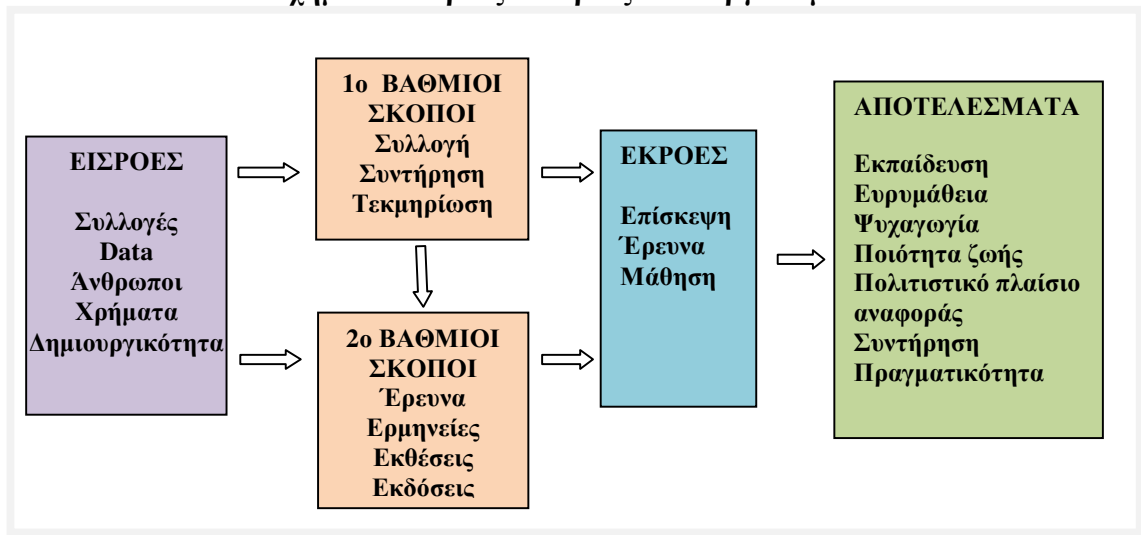 ΕΙΣΡΟΕΣ
Συλλογές
Data
Άνθρωποι
Χρήματα
Δημιουργικότητα
1ο ΒΑΘΜΙΟΙ
ΣΚΟΠΟΙ
Συλλογή
Συντήρηση
Τεκμηρίωση
2ο ΒΑΘΜΙΟΙ
ΣΚΟΠΟΙ
Έρευνα
Ερμηνείες
Εκθέσεις
Εκδόσεις
ΕΚΡΟΕΣ
Επίσκεψη
Έρευνα
Μάθηση
ΑΠΟΤΕΛΕΣΜΑΤΑ
Εκπαίδευση
Ευρυμάθεια
Ψυχαγωγία
Ποιότητα ζωής
Πολιτιστικό πλαίσιο
αναφοράς
Συντήρηση
Πραγματικότητα